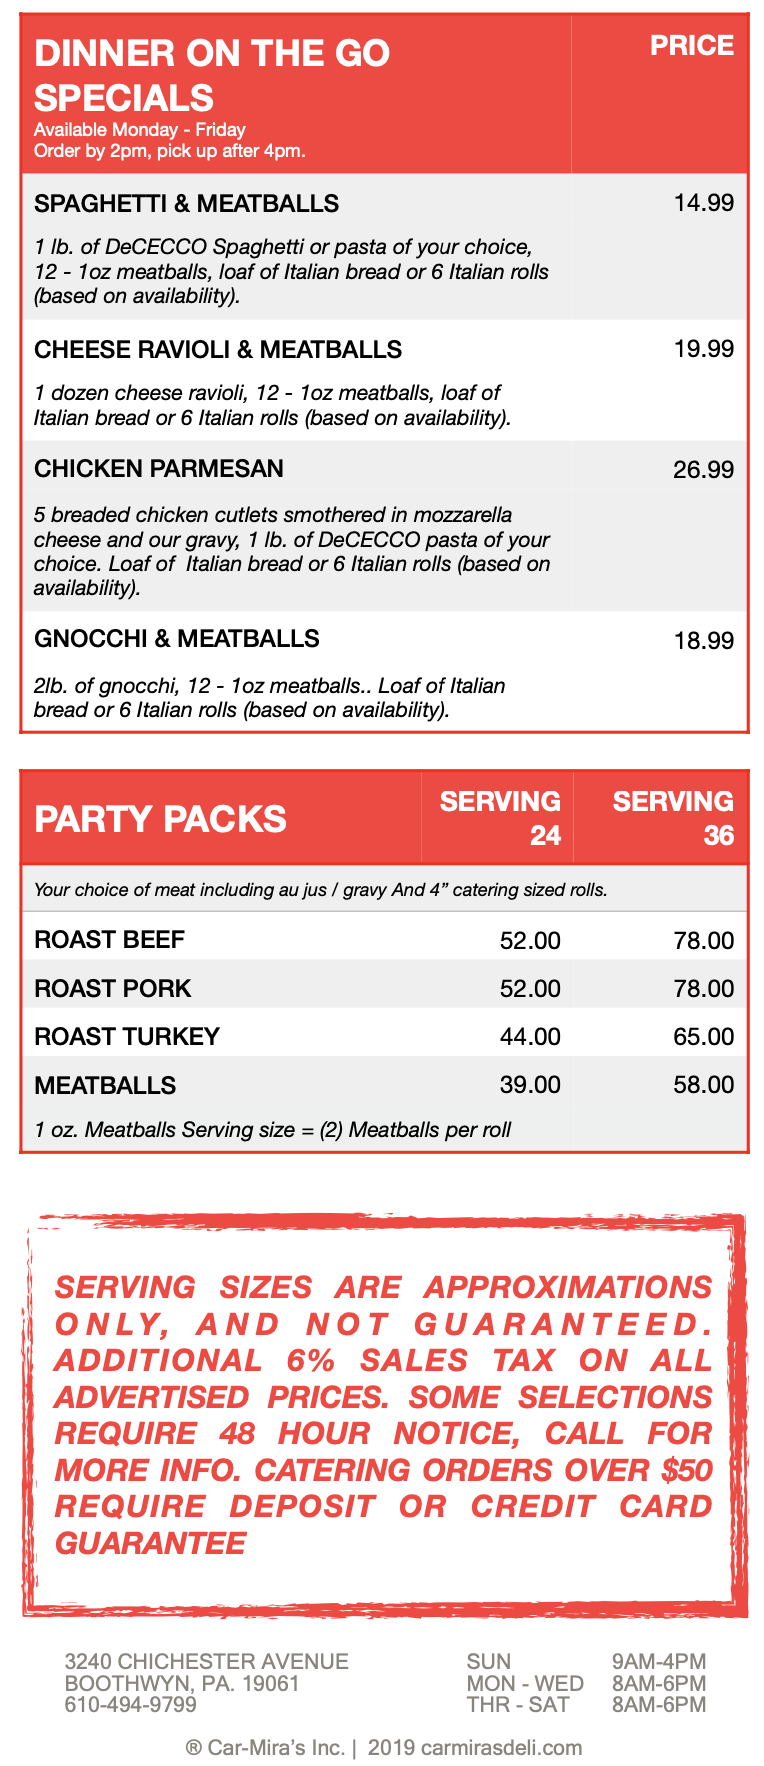 DINNER ON THE GO PRICE
SPECIALS
Available Monday - Friday
Order by 2pm, pick up after 4pm.
SPAGHETTI & MEATBALLS 14.99
1 lb. of DeCECCO Spaghetti or pasta of your choice,
12 - 1oz meatballs, loaf of Italian bread or 6 Italian rolls
(based on availability).
CHEESE RAVIOLI & MEATBALLS 19.99
1 dozen cheese ravioli, 12 - 1oz meatballs, loaf of
Italian bread or 6 Italian rolls (based on availability).
CHICKEN PARMESAN 26.99
5 breaded chicken cutlets smothered in mozzarella
cheese and our gravy, 1 lb. of DeCECCO pasta of your
choice. Loaf of  Italian bread or 6 Italian rolls (based on
availability).
GNOCCHI & MEATBALLS 18.99
2lb. of gnocchi, 12 - 1oz meatballs.. Loaf of Italian
bread or 6 Italian rolls (based on availability).
PARTY PACKS SERVING 24 SERVING 36
Your choice of meat including au jus / gravy And 4” catering sized rolls.
ROAST BEEF 52.00 78.00
ROAST PORK 52.00 78.00
ROAST TURKEY 44.00 65.00
MEATBALLS 39.00 58.00
1 oz. Meatballs Serving size = (2) Meatballs per roll
SERVING SIZES ARE APPROXIMATIONS
ONLY, AND NOT GUARANTEED.
ADDITIONAL 6% SALES TAX ON ALL
ADVERTISED PRICES. SOME SELECTIONS
REQUIRE 48 HOUR NOTICE, CALL FOR
MORE INFO. CATERING ORDERS OVER $50
REQUIRE DEPOSIT OR CREDIT CARD
GUARANTEE
3240 CHICHESTER AVENUE SUN 9AM-4PM
BOOTHWYN, PA. 19061 MON - WED 8AM-6PM
610-494-9799 THR - SAT 8AM-6PM
® Car-Mira’s Inc. |  2019 carmirasdeli.com